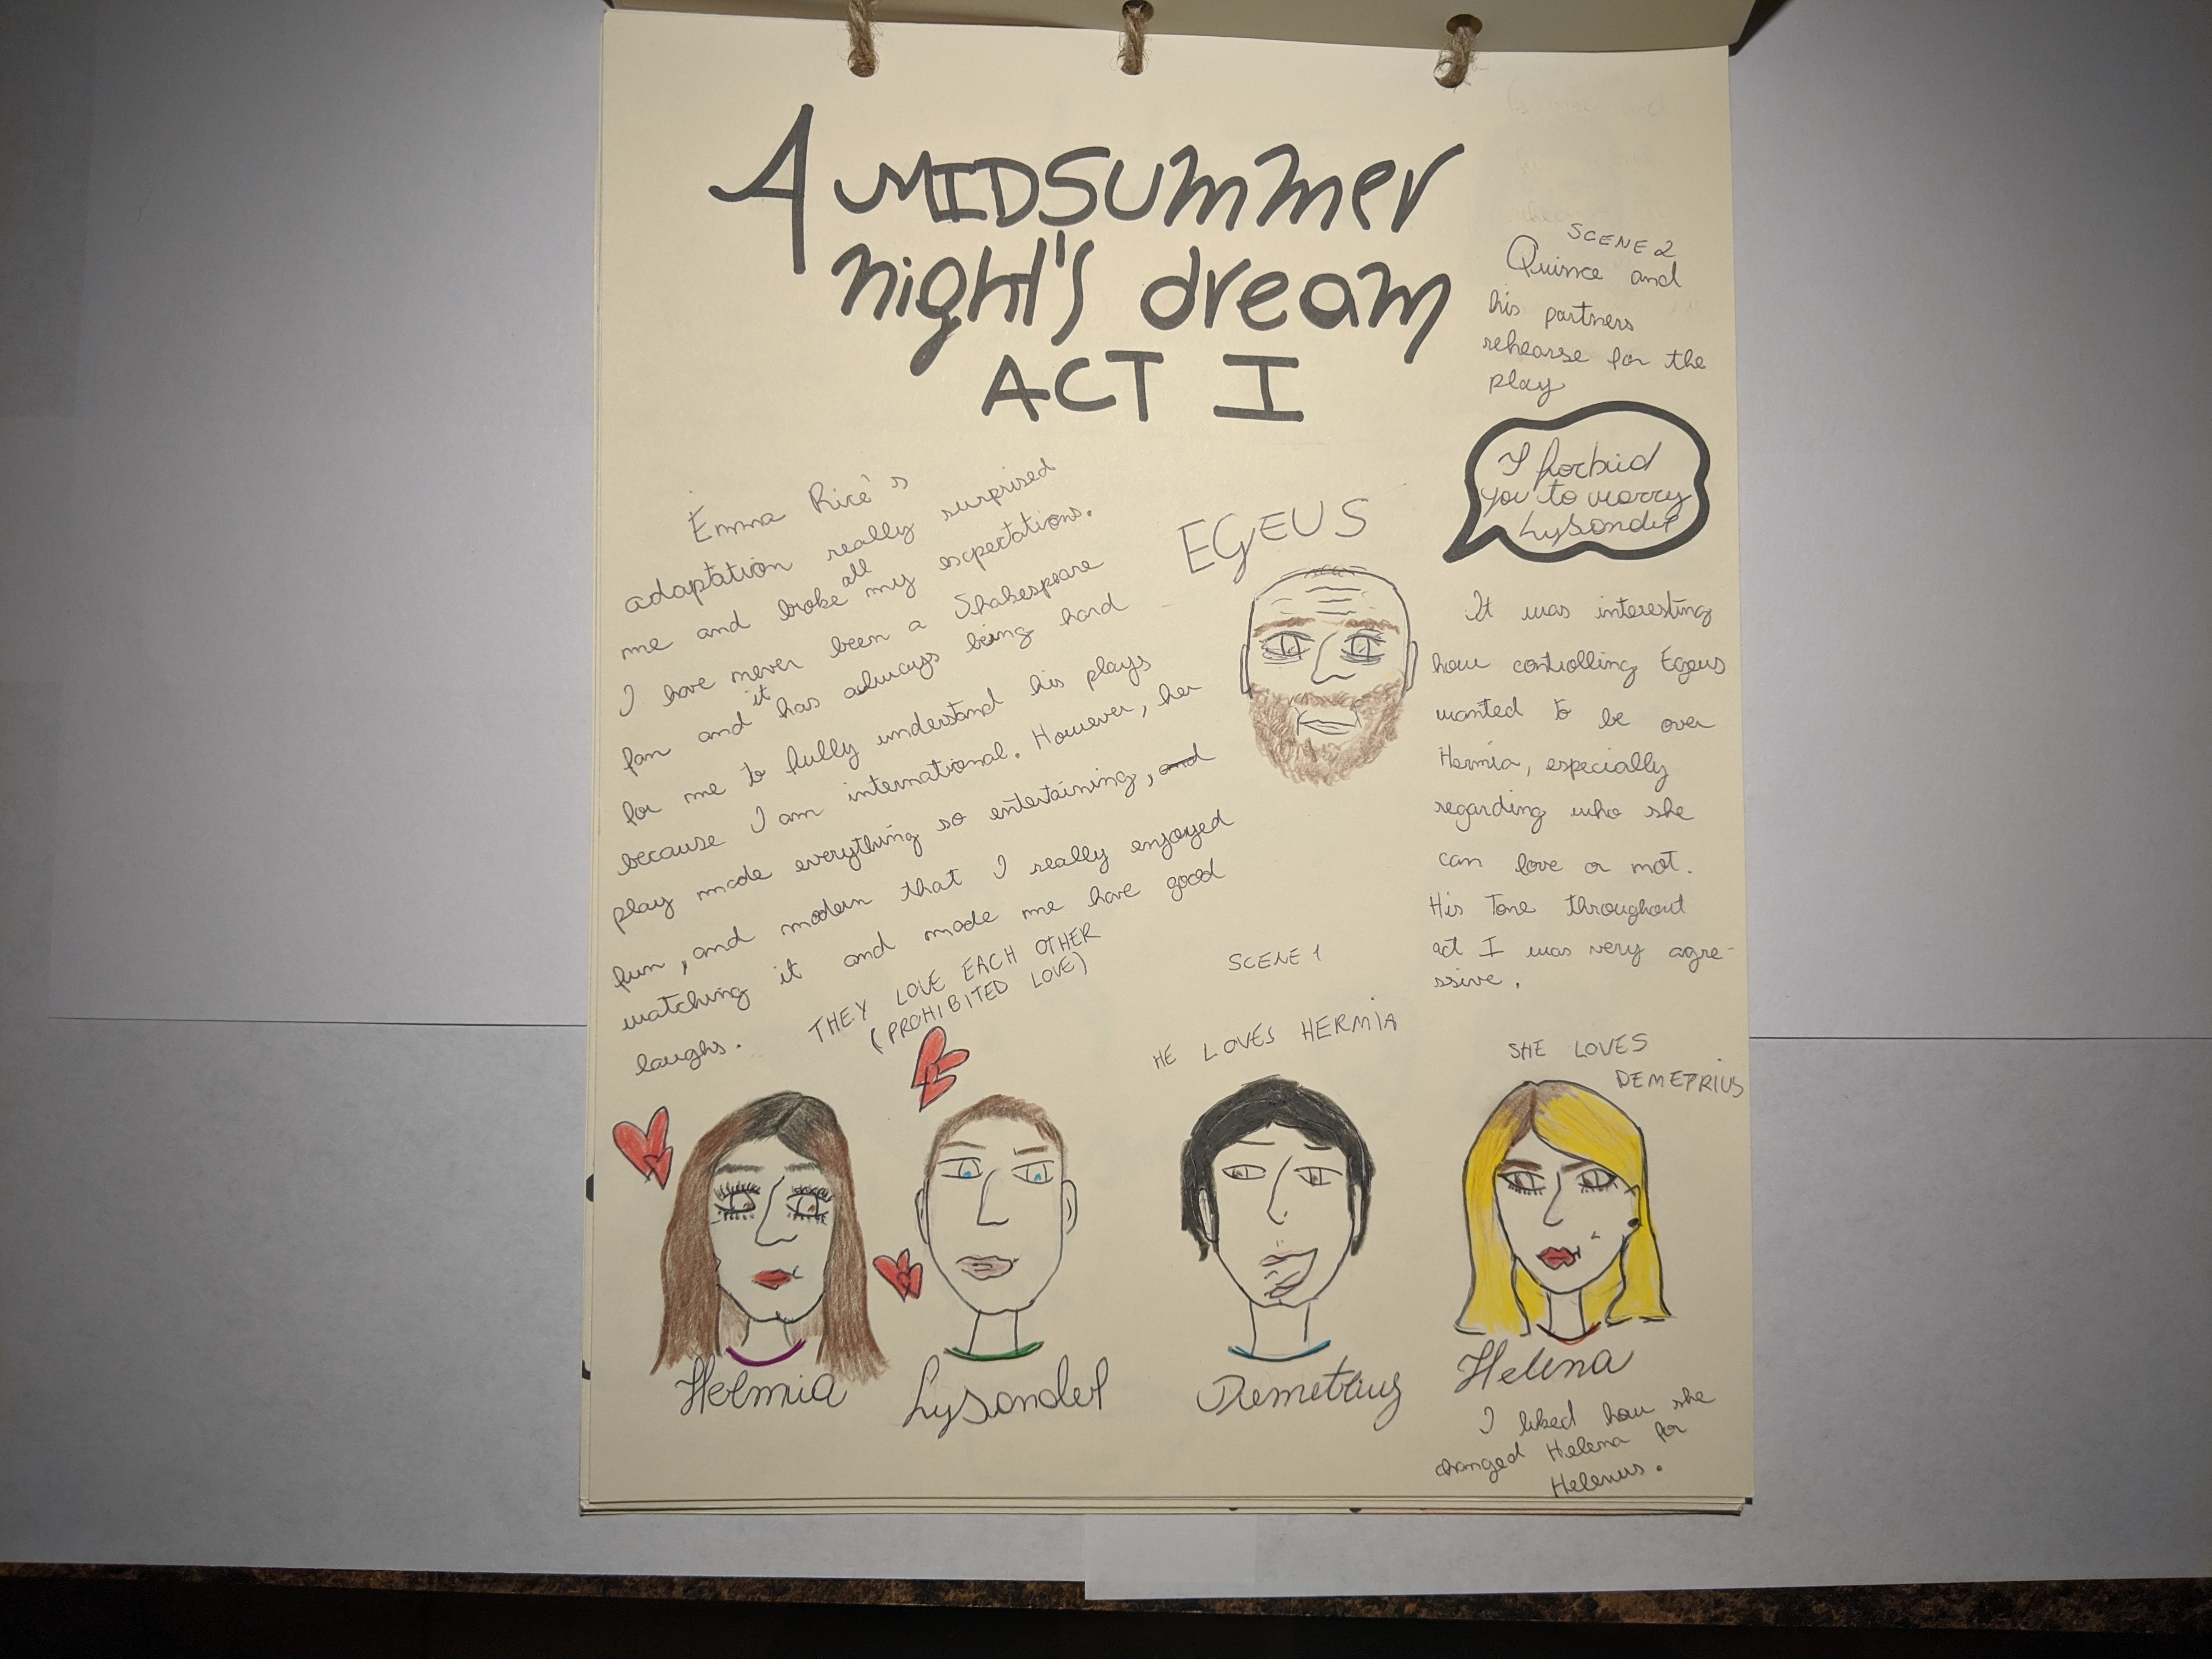 A MIDSUMMER
night's dream
ACT I
SCENE 2
Quince and
his partners
rehearse for the
play
I forbid
you to marry
Lysander
Emma Rice's
adaptation really surprised
me and broke all my expectations.
I have never been a Shakespeare
fan and it has always being hard
for me to fully understand his plays
because I am international. However, her
play made everything so entertaining, and
fun, and modern that I really enjoyed
watching it and made me have good
laughs.
EGEUS
It was interesting
how controlling Egeus
wanted to be over
Hermia, especially
regarding who she
can love or not.
His Tone throughout
act I was very agre-
ssive.
SCENE 1
THEY LOVE EACH OTHER
(PROHIBITED LOVE)
HE LOVES HERMIA
SHE LOVES
DEMETRIUS
Hermia
Lysander
Demetrius
Helena
I liked how she
changed Helena for
Helenus.